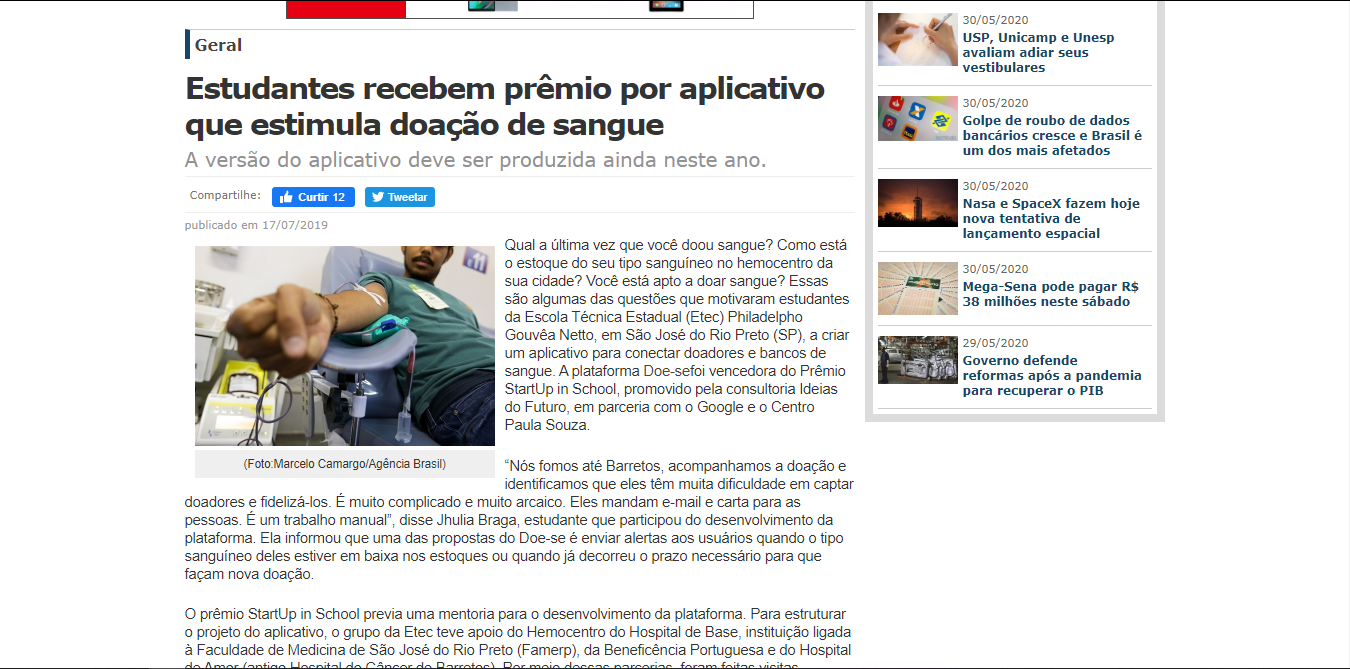 Geral
Estudantes recebem prêmio por aplicativo
que estimula doação de sangue
A versão do aplicativo deve ser produzida ainda neste ano.
Compartilhe:
Curtir 12
Tweetar
publicado em 17/07/2019
(Foto:Marcelo Camargo/Agência Brasil)
Qual a última vez que você doou sangue? Como está
o estoque do seu tipo sanguíneo no hemocentro da
sua cidade? Você está apto a doar sangue? Essas
são algumas das questões que motivaram estudantes
da Escola Técnica Estadual (Etec) Philadelpho
Gouvêa Netto, em São José do Rio Preto (SP), a criar
um aplicativo para conectar doadores e bancos de
sangue. A plataforma Doe-sefoi vencedora do Prêmio
StartUp in School, promovido pela consultoria Ideias
do Futuro, em parceria com o Google e o Centro
Paula Souza.
“Nós fomos até Barretos, acompanhamos a doação e
identificamos que eles têm muita dificuldade em captar
doadores e fidelizá-los. É muito complicado e muito arcaico. Eles mandam e-mail e carta para as
pessoas. É um trabalho manual”, disse Jhulia Braga, estudante que participou do desenvolvimento da
plataforma. Ela informou que uma das propostas do Doe-se é enviar alertas aos usuários quando o tipo
sanguíneo deles estiver em baixa nos estoques ou quando já decorreu o prazo necessário para que
façam nova doação.
O prêmio StartUp in School previa uma mentoria para o desenvolvimento da plataforma. Para estruturar
o projeto do aplicativo, o grupo da Etec teve apoio do Hemocentro do Hospital de Base, instituição ligada
à Faculdade de Medicina de São José do Rio Preto (Famerp), da Beneficência Portuguesa e do Hospital
de Amor (antigo Hospital de Câncer de Barretos). Por meio dessas parcerias, foram feitas visitas
30/05/2020
USP, Unicamp e Unesp
avaliam adiar seus
vestibulares
30/05/2020
Golpe de roubo de dados
bancários cresce e Brasil é
um dos mais afetados
30/05/2020
Nasa e SpaceX fazem hoje
nova tentativa de
lançamento espacial
30/05/2020
Mega-Sena pode pagar R$
38 milhões neste sábado
29/05/2020
Governo defende
reformas após a pandemia
para recuperar o PIB